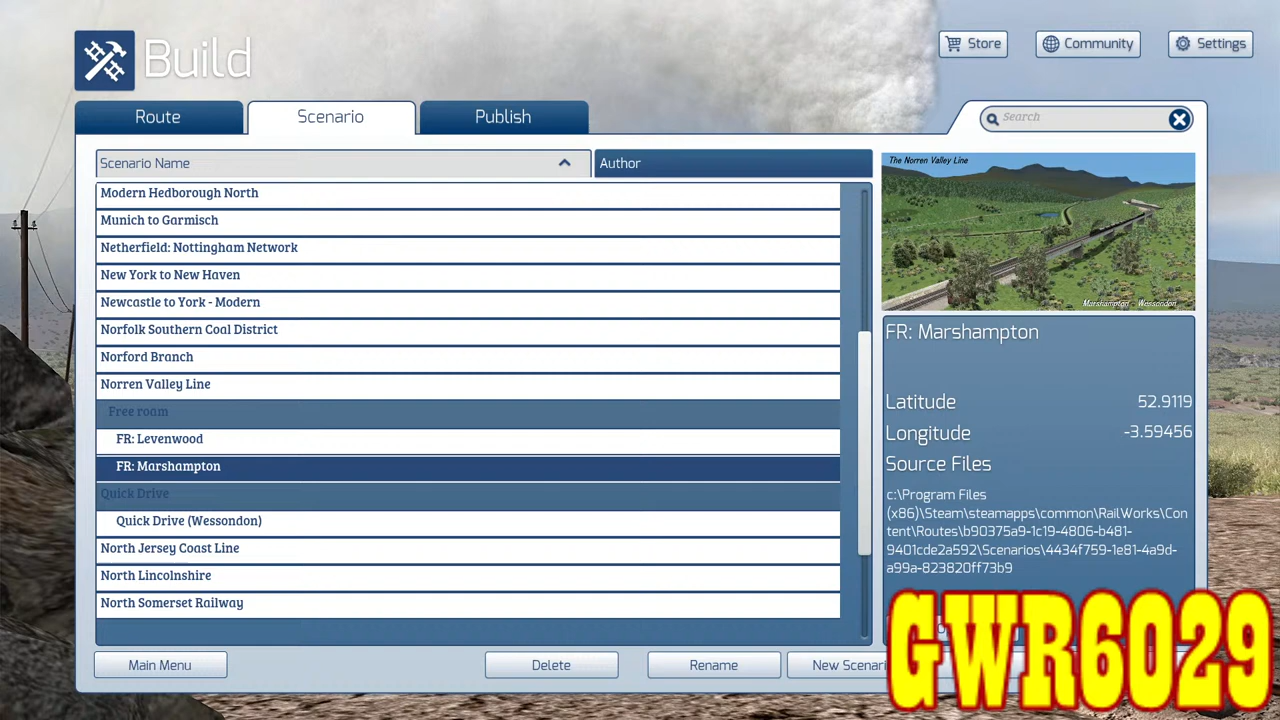 Build
Store
Community
Settings
Route
Scenario
Publish
Search
Scenario Name
Author
Modern Hedborough North
Munich to Garmisch
Netherfield: Nottingham Network
New York to New Haven
Newcastle to York - Modern
Norfolk Southern Coal District
Norford Branch
Norren Valley Line
Free roam
FR: Levenwood
FR: Marshampton
Quick Drive
Quick Drive (Wessondon)
North Jersey Coast Line
North Lincolnshire
North Somerset Railway
The Norren Valley Line
Marshampton - Wessondon
FR: Marshampton
Latitude 52.9119
Longitude -3.59456
Source Files
c:\Program Files
(x86)\Steam\steamapps\common\RailWorks\Con
tent\Routes\b90375a9-1c19-4806-b481-
9401cde2a592\Scenarios\4434f759-1e81-4a9d-
a99a-823820ff73b9
Main Menu
Delete
Rename
New Scenari
GWR6029